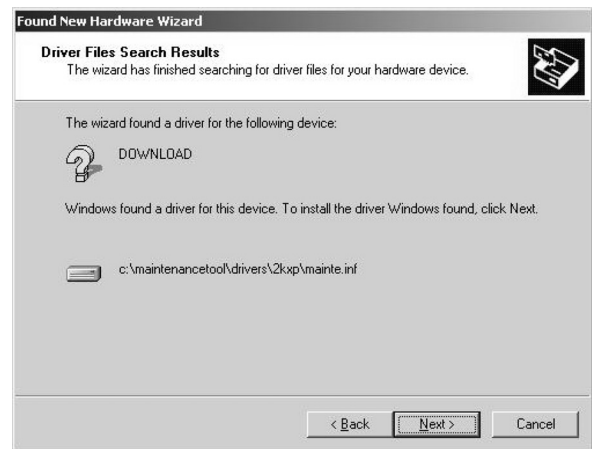 Found New Hardware Wizard
Driver Files Search Results
The wizard has finished searching for driver files for your hardware device.
The wizard found a driver for the following device:
DOWNLOAD
Windows found a driver for this device. To install the driver Windows found, click Next.
c:\maintenancetool\drivers\2kxp\mainte.inf
< Back Next > Cancel